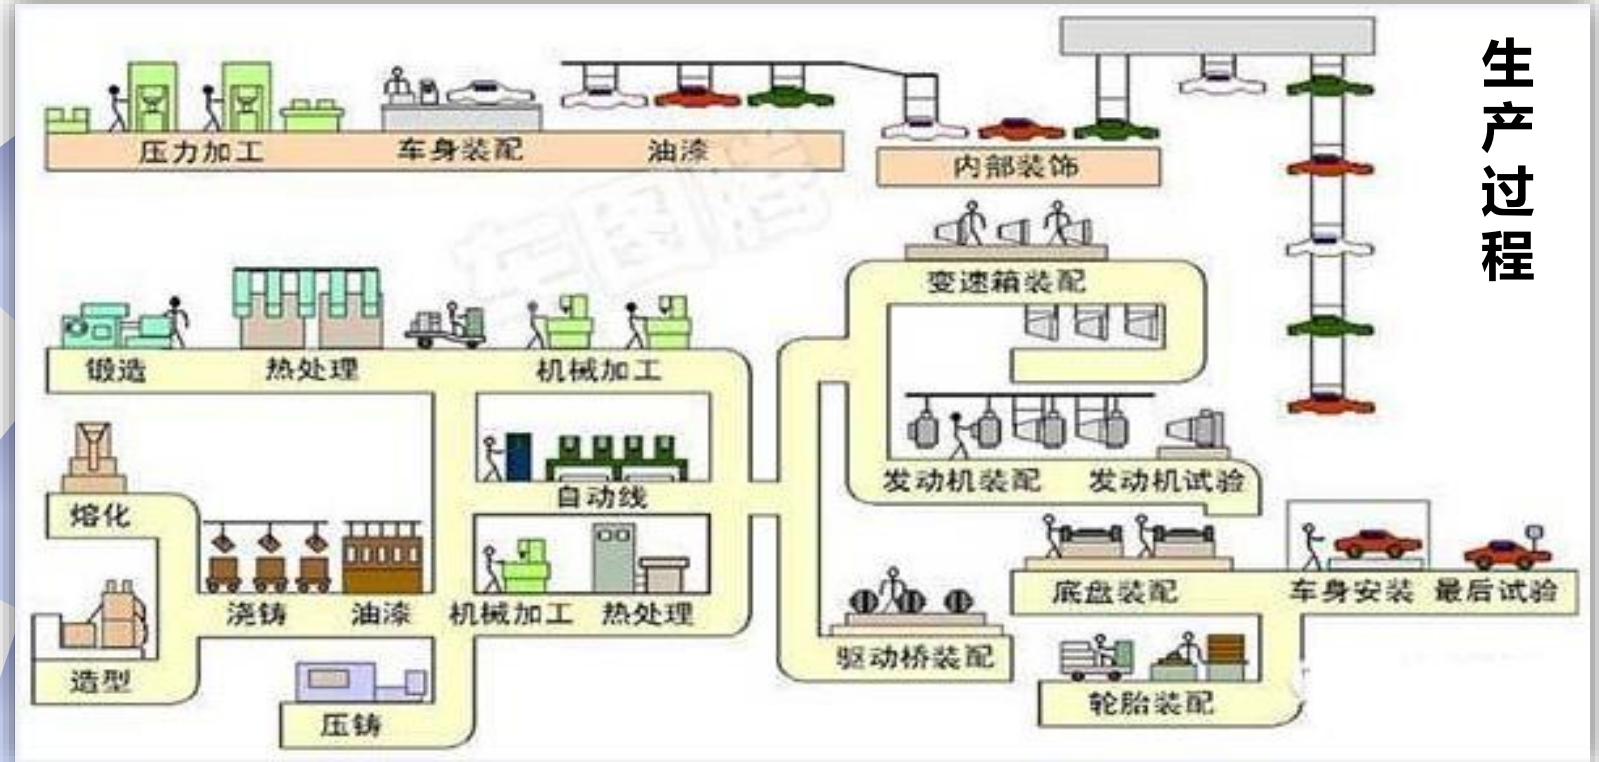 生产过程
压力加工
车身装配
油漆
内部装饰
变速箱装配
锻造
热处理
机械加工
自动线
发动机装配
发动机试验
熔化
浇铸
油漆
机械加工
热处理
底盘装配
车身安装
最后试验
驱动桥装配
造型
压铸
轮胎装配